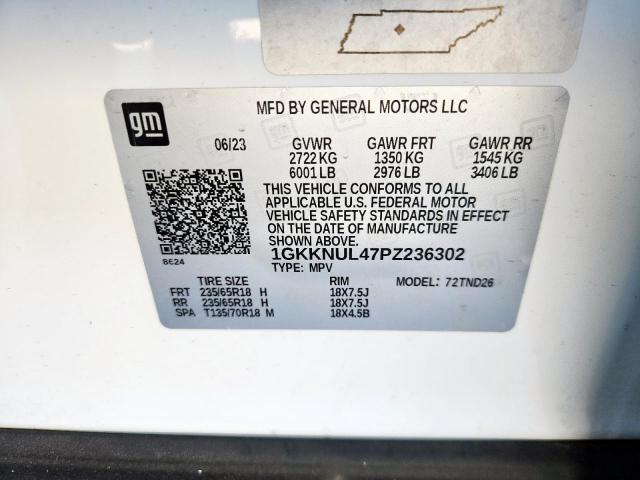 gm
MFD BY GENERAL MOTORS LLC
06/23 GVWR GAWR FRT GAWR RR
2722 KG 1350 KG 1545 KG
6001 LB 2976 LB 3406 LB
THIS VEHICLE CONFORMS TO ALL
APPLICABLE U.S. FEDERAL MOTOR
VEHICLE SAFETY STANDARDS IN EFFECT
ON THE DATE OF MANUFACTURE
SHOWN ABOVE.
8E24
1GKKNUL47PZ236302
TYPE: MPV MODEL: 72TND26
TIRE SIZE RIM
FRT 235/65R18 H 18X7.5J
RR 235/65R18 H 18X7.5J
SPA T135/70R18 M 18X4.5B